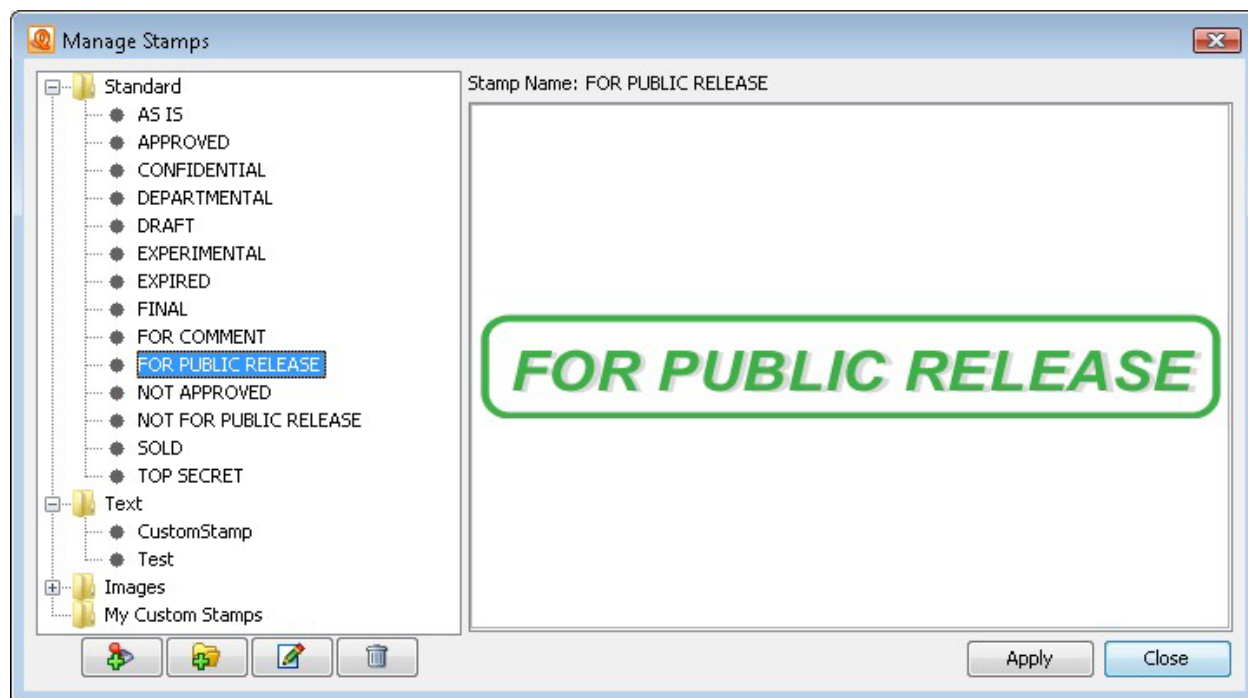 Manage Stamps
Standard
AS IS
APPROVED
CONFIDENTIAL
DEPARTMENTAL
DRAFT
EXPERIMENTAL
EXPIRED
FINAL
FOR COMMENT
FOR PUBLIC RELEASE
NOT APPROVED
NOT FOR PUBLIC RELEASE
SOLD
TOP SECRET
Text
CustomStamp
Test
Images
My Custom Stamps
Stamp Name: FOR PUBLIC RELEASE
FOR PUBLIC RELEASE
Apply
Close